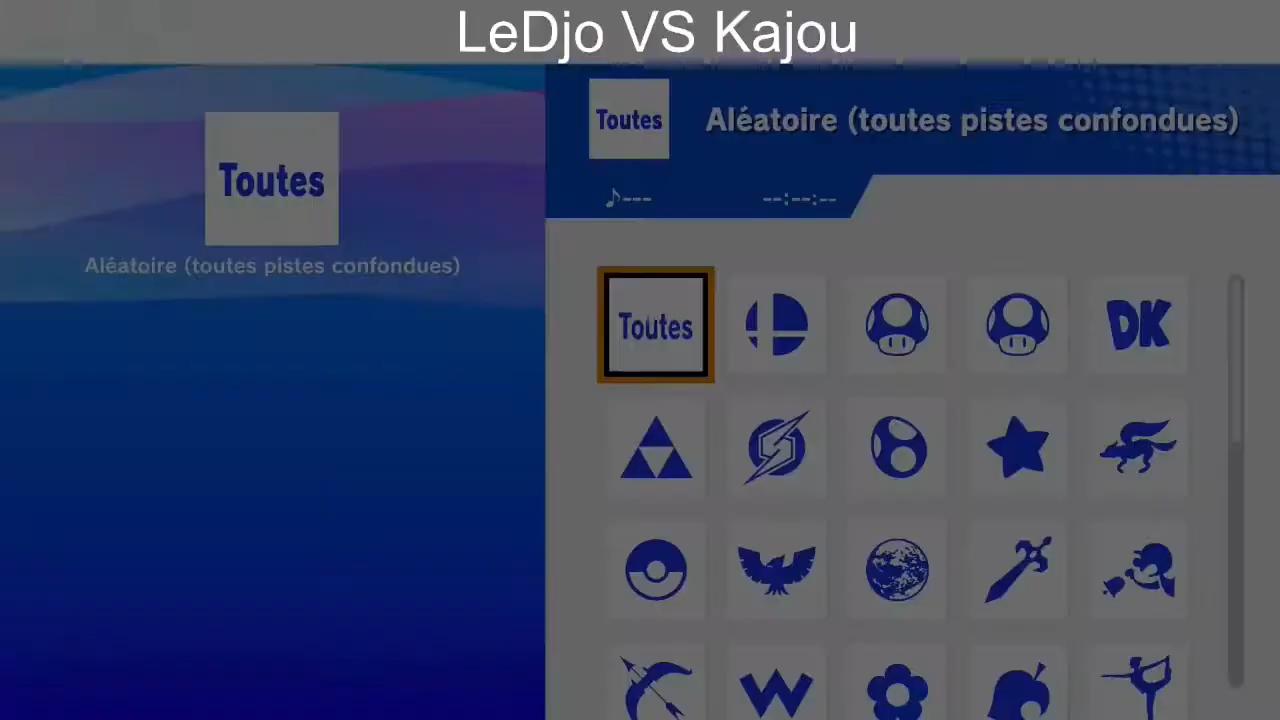 LeDjo VS Kajou
Toutes
Aléatoire (toutes pistes confondues)
♪---
--:--:--
Toutes
Aléatoire (toutes pistes confondues)
Toutes
DK